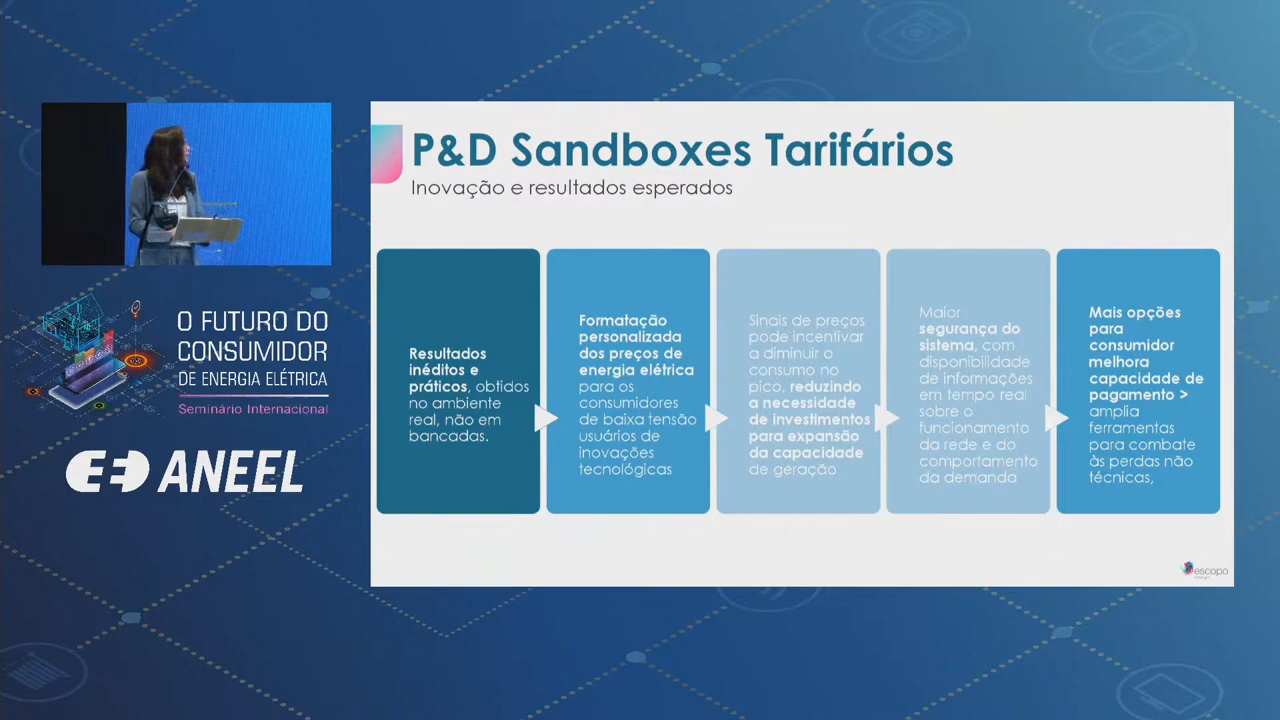 P&D Sandboxes Tarifários
Inovação e resultados esperados
Resultados
inéditos e
práticos, obtidos
no ambiente
real, não em
bancadas.
Formatação
personalizada
dos preços de
energia elétrica
para os
consumidores
de baixa tensão
usuários de
inovações
tecnológicas
Sinais de preços
pode incentivar
a diminuir o
consumo no
pico, reduzindo
a necessidade
de investimentos
para expansão
da capacidade
de geração
Maior
segurança do
sistema, com
disponibilidade
de informações
em tempo real
sobre o
funcionamento
da rede e do
comportamento
da demanda
Mais opções
para
consumidor
melhora
capacidade de
pagamento >
amplia
ferramentas
para combate
às perdas não
técnicas,
escopo
O FUTURO DO
CONSUMIDOR
DE ENERGIA ELÉTRICA
Seminário Internacional
ANEEL